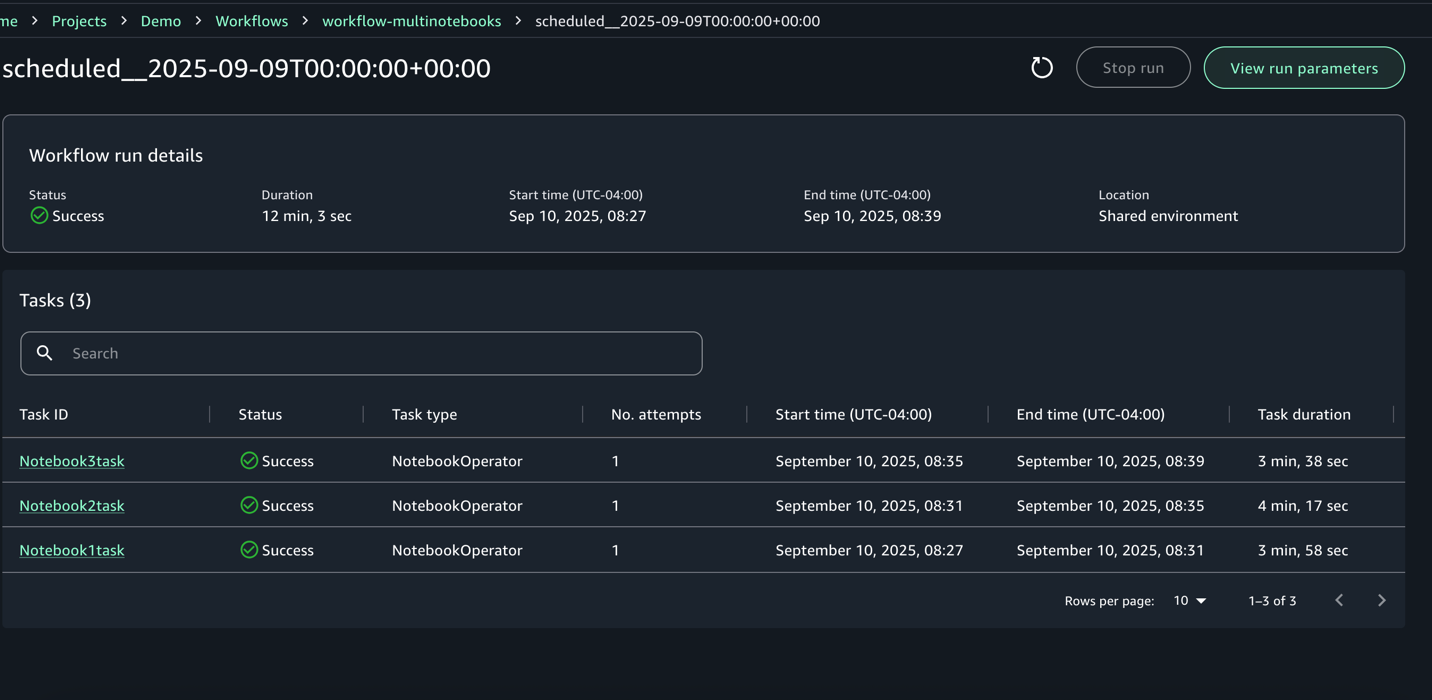 me > Projects > Demo > Workflows > workflow-multinotebooks > scheduled__2025-09-09T00:00:00+00:00
scheduled__2025-09-09T00:00:00+00:00 Stop run View run parameters
Workflow run details
Status Duration Start time (UTC-04:00) End time (UTC-04:00) Location
Success 12 min, 3 sec Sep 10, 2025, 08:27 Sep 10, 2025, 08:39 Shared environment
Tasks (3)
Search
Task ID Status Task type No. attempts Start time (UTC-04:00) End time (UTC-04:00) Task duration
Notebook3task Success NotebookOperator 1 September 10, 2025, 08:35 September 10, 2025, 08:39 3 min, 38 sec
Notebook2task Success NotebookOperator 1 September 10, 2025, 08:31 September 10, 2025, 08:35 4 min, 17 sec
Notebook1task Success NotebookOperator 1 September 10, 2025, 08:27 September 10, 2025, 08:31 3 min, 58 sec
Rows per page: 10 1–3 of 3